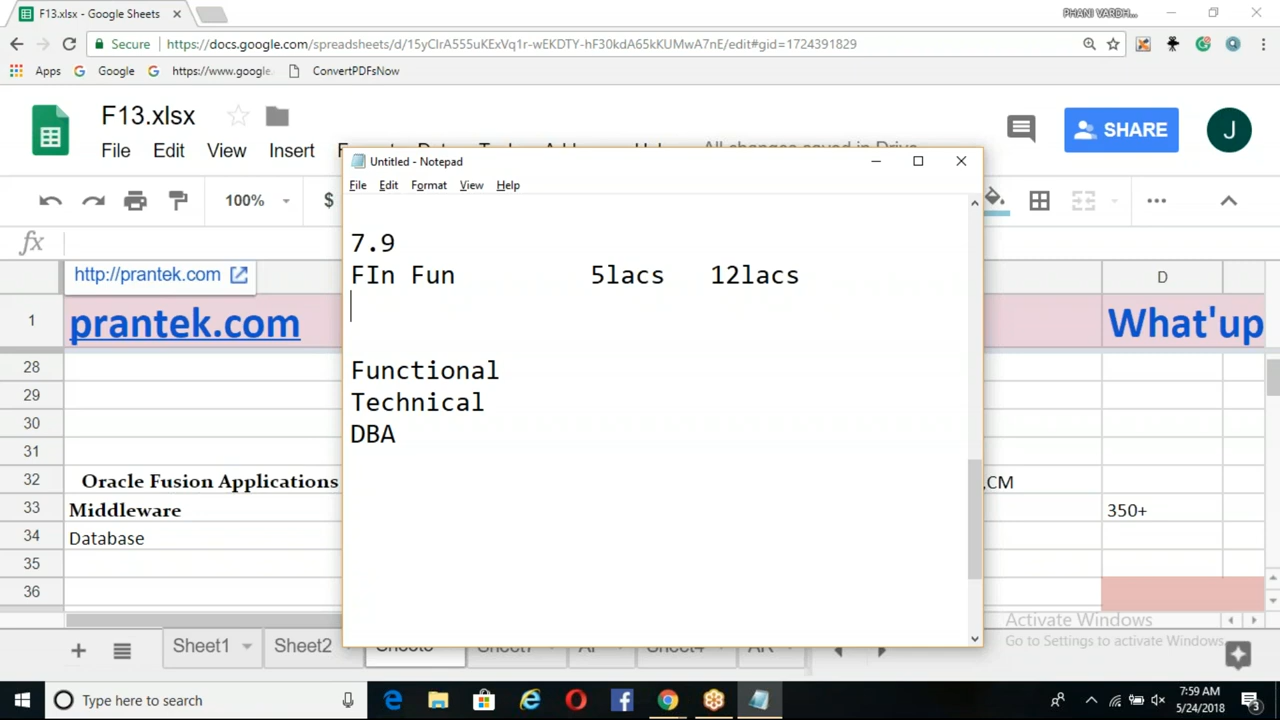 F13.xlsx - Google Sheets
PHANI VARDH...
Secure
https://docs.google.com/spreadsheets/d/15yClrA555uKExVq1r-wEKDTY-hF30kdA65kKUMwA7nE/edit#gid=1724391829
Apps
Google
https://www.google.
ConvertPDFsNow
F13.xlsx
SHARE
J
File Edit View Insert
100%
$
fx
http://prantek.com
D
1
prantek.com
What'up
28
29
30
31
32 Oracle Fusion Applications
,CM
33 Middleware
350+
34 Database
35
36
Untitled - Notepad
File Edit Format View Help
7.9
FIn Fun 5lacs 12lacs
Functional
Technical
DBA
Activate Windows
Go to Settings to activate Windows.
Sheet1
Sheet2
Type here to search
7:59 AM
5/24/2018
3